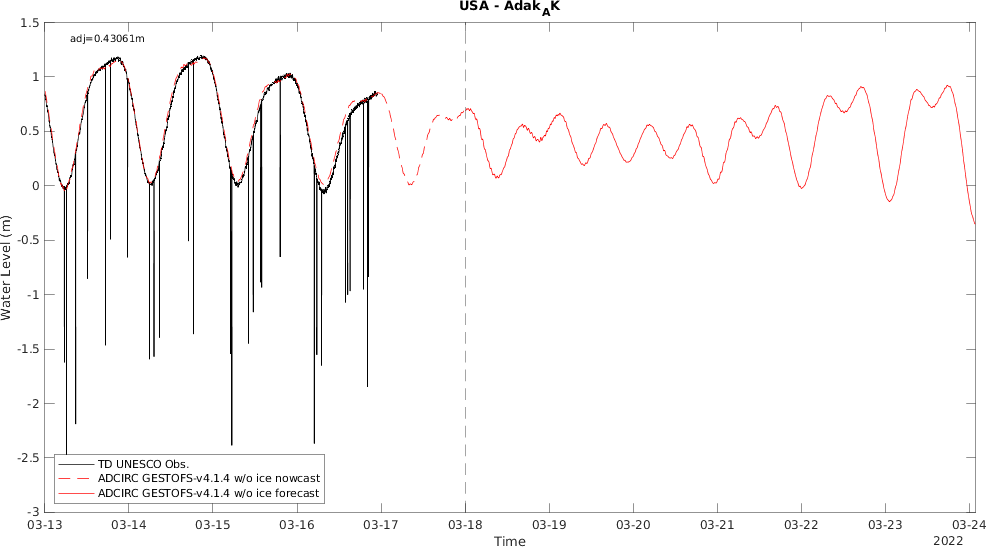 USA - Adak_AK
adj=0.43061m
1.5
1
0.5
0
-0.5
-1
-1.5
-2
-2.5
-3
Water Level (m)
TD UNESCO Obs.
ADCIRC GESTOFS-v4.1.4 w/o ice nowcast
ADCIRC GESTOFS-v4.1.4 w/o ice forecast
03-13 03-14 03-15 03-16 03-17 03-18 03-19 03-20 03-21 03-22 03-23 03-24
Time
2022